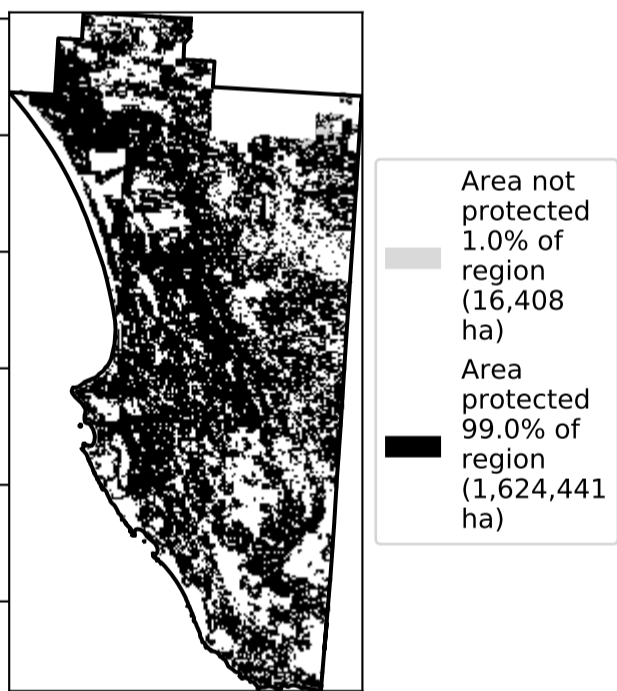 Area not
protected
1.0% of
region
(16,408
ha)
Area
protected
99.0% of
region
(1,624,441
ha)